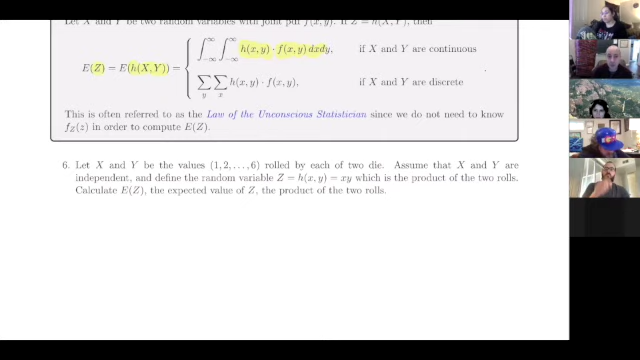 Let X and Y be two random variables with joint pdf f(x, y). If Z = h(X, Y), then
E(Z) = E(h(X, Y)) = { ∫_{−∞}^{∞} ∫_{−∞}^{∞} h(x, y) · f(x, y) dxdy, if X and Y are continuous
∑_y ∑_x h(x, y) · f(x, y), if X and Y are discrete .
This is often referred to as the Law of the Unconscious Statistician since we do not need to know
f_Z(z) in order to compute E(Z).
6. Let X and Y be the values (1, 2, . . . , 6) rolled by each of two die. Assume that X and Y are
independent, and define the random variable Z = h(x, y) = xy which is the product of the two rolls.
Calculate E(Z), the expected value of Z, the product of the two rolls.